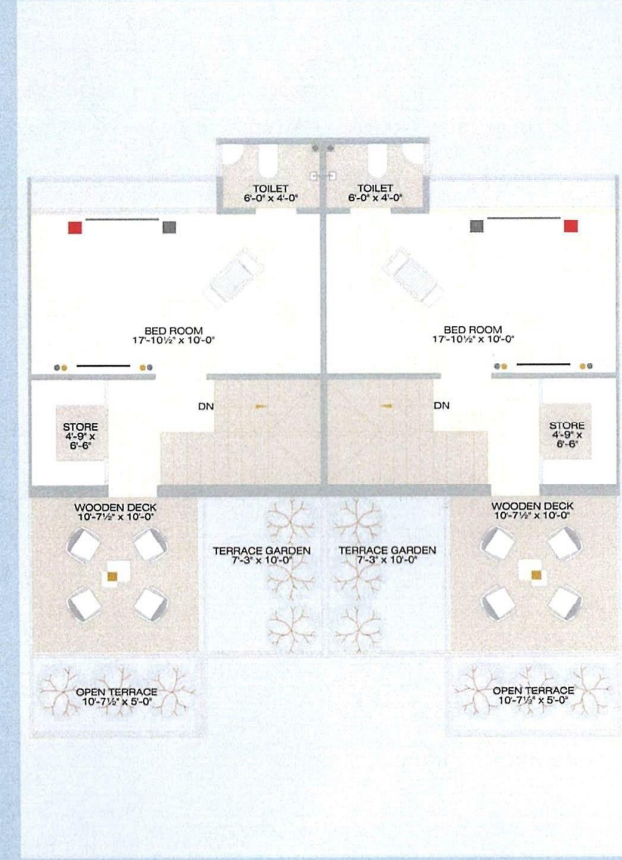 TOILET
6'-0" x 4'-0"
TOILET
6'-0" x 4'-0"
BED ROOM
17'-10½" x 10'-0"
BED ROOM
17'-10½" x 10'-0"
DN
DN
STORE
4'-9" x
6'-6"
STORE
4'-9" x
6'-6"
WOODEN DECK
10'-7½" x 10'-0"
WOODEN DECK
10'-7½" x 10'-0"
TERRACE GARDEN
7'-3" x 10'-0"
TERRACE GARDEN
7'-3" x 10'-0"
OPEN TERRACE
10'-7½" x 5'-0"
OPEN TERRACE
10'-7½" x 5'-0"